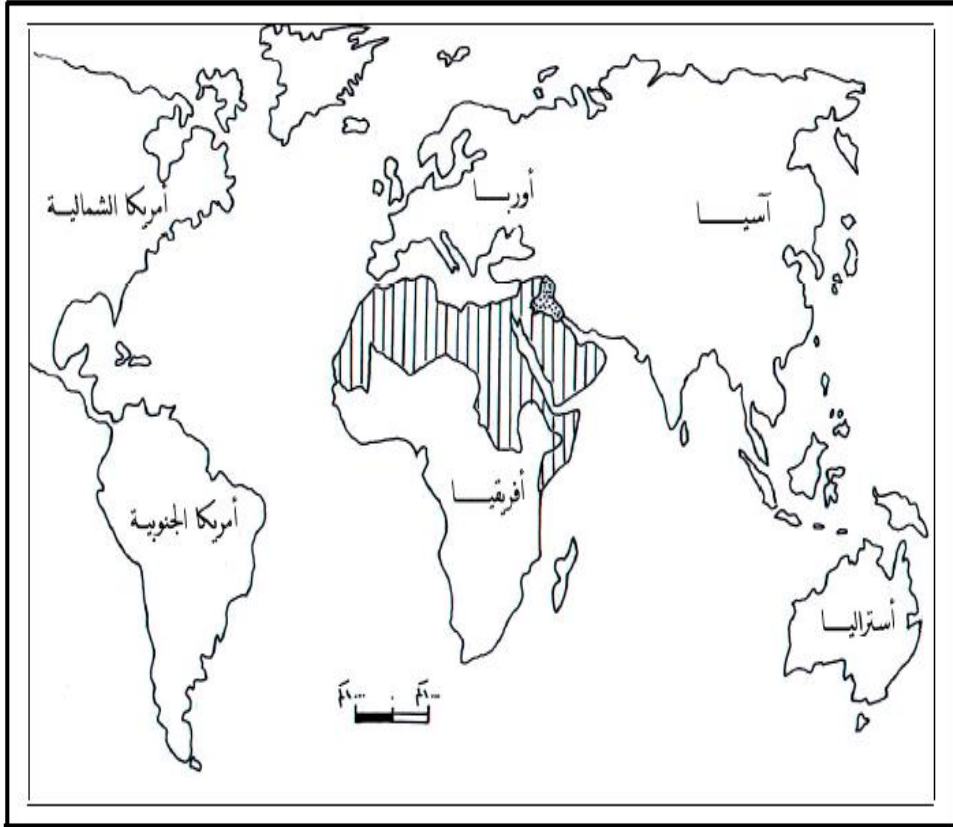 أوربــا
آسيــا
أمريكا الشمالية
أفريقيــا
أمريكا الجنوبية
أستراليــا